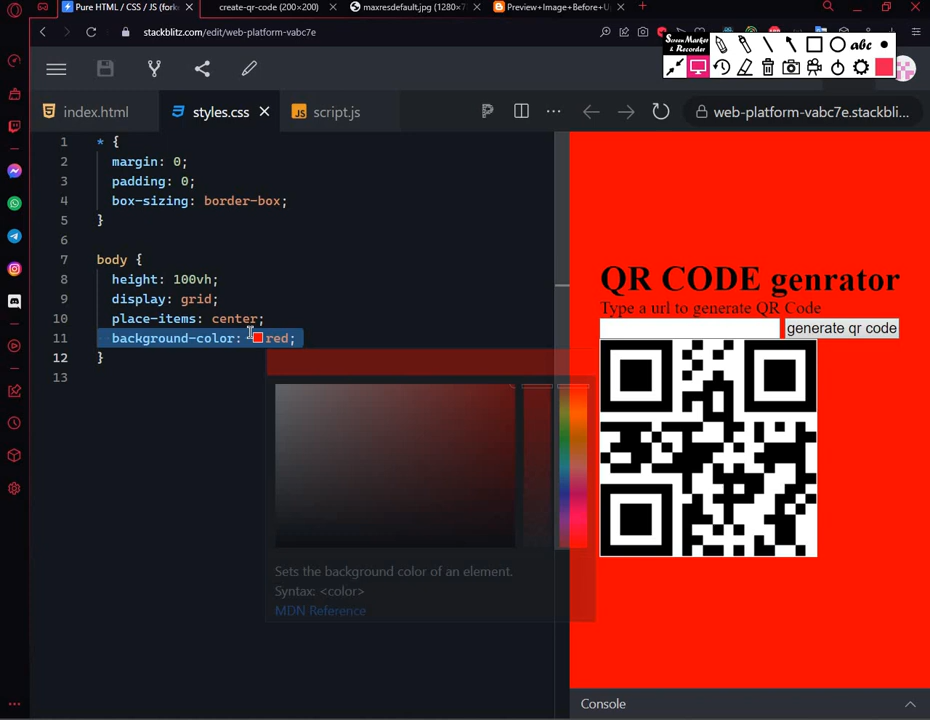 Pure HTML / CSS / JS (fork
create-qr-code (200×200)
maxresdefault.jpg (1280×7
Preview+Image+Before+U
stackblitz.com/edit/web-platform-vabc7e
Screen Marker
& Recorder
abc
index.html
styles.css
script.js
web-platform-vabc7e.stackbli...
1 * {
2 margin: 0;
3 padding: 0;
4 box-sizing: border-box;
5 }
6
7 body {
8 height: 100vh;
9 display: grid;
10 place-items: center;
11 background-color: red;
12 }
13
Sets the background color of an element.
Syntax: <color>
MDN Reference
QR CODE genrator
Type a url to generate QR Code
generate qr code
Console